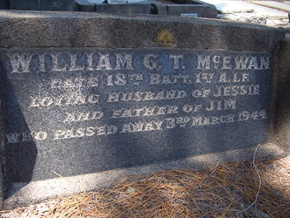 WILLIAM G. T. McEWAN
LATE 18TH BATT. 1ST A.I.F.
LOVING HUSBAND OF JESSIE
AND FATHER OF JIM
WHO PASSED AWAY 3RD MARCH 1944